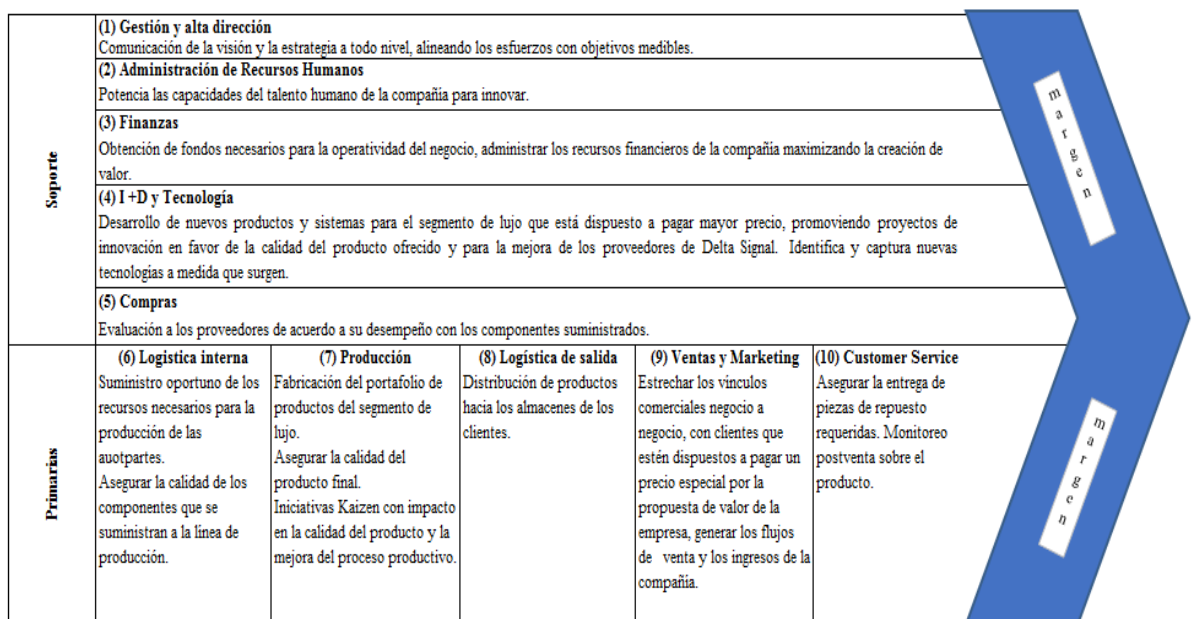 Soporte
(1) Gestión y alta dirección
Comunicación de la visión y la estrategia a todo nivel, alineando los esfuerzos con objetivos medibles.
(2) Administración de Recursos Humanos
Potencia las capacidades del talento humano de la compañía para innovar.
(3) Finanzas
Obtención de fondos necesarios para la operatividad del negocio, administrar los recursos financieros de la compañía maximizando la creación de
valor.
(4) I +D y Tecnología
Desarrollo de nuevos productos y sistemas para el segmento de lujo que está dispuesto a pagar mayor precio, promoviendo proyectos de
innovación en favor de la calidad del producto ofrecido y para la mejora de los proveedores de Delta Signal. Identifica y captura nuevas
tecnologías a medida que surgen.
(5) Compras
Evaluación a los proveedores de acuerdo a su desempeño con los componentes suministrados.
Primarias
(6) Logistica interna
Suministro oportuno de los
recursos necesarios para la
producción de las
auotpartes.
Asegurar la calidad de los
componentes que se
suministran a la línea de
producción.
(7) Producción
Fabricación del portafolio de
productos del segmento de
lujo.
Asegurar la calidad del
producto final.
Iniciativas Kaizen con impacto
en la calidad del producto y la
mejora del proceso productivo.
(8) Logística de salida
Distribución de productos
hacia los almacenes de los
clientes.
(9) Ventas y Marketing
Estrechar los vínculos
comerciales negocio a
negocio, con clientes que
estén dispuestos a pagar un
precio especial por la
propuesta de valor de la
empresa, generar los flujos
de venta y los ingresos de la
compañía.
(10) Customer Service
Asegurar la entrega de
piezas de repuesto
requeridas. Monitoreo
postventa sobre el
producto.
margen
margen